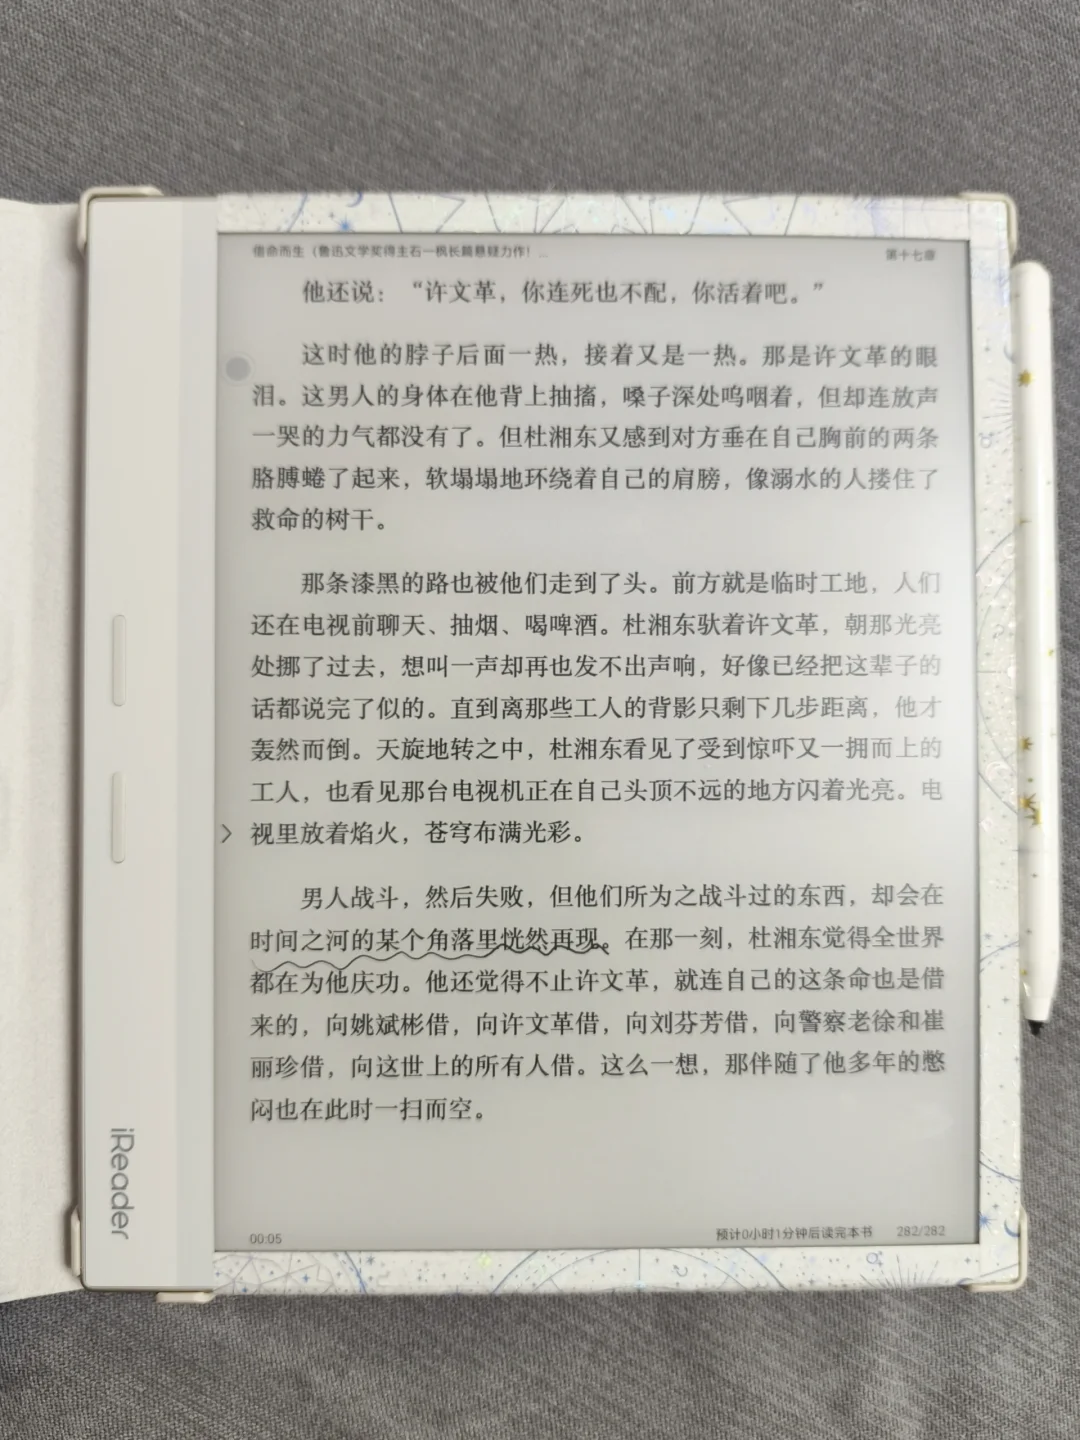 借命而生（鲁迅文学奖得主石一枫长篇悬疑力作！...
第十七章
他还说：“许文革，你连死也不配，你活着吧。”
这时他的脖子后面一热，接着又是一热。那是许文革的眼
泪。这男人的身体在他背上抽搐，嗓子深处呜咽着，但却连放声
一哭的力气都没有了。但杜湘东又感到对方垂在自己胸前的两条
胳膊蜷了起来，软塌塌地环绕着自己的肩膀，像溺水的人搂住了
救命的树干。
那条漆黑的路也被他们走到了头。前方就是临时工地，人们
还在电视前聊天、抽烟、喝啤酒。杜湘东驮着许文革，朝那光亮
处挪了过去，想叫一声却再也发不出声响，好像已经把这辈子的
话都说完了似的。直到离那些工人的背影只剩下几步距离，他才
轰然而倒。天旋地转之中，杜湘东看见了受到惊吓又一拥而上的
工人，也看见那台电视机正在自己头顶不远的地方闪着光亮。电
视里放着焰火，苍穹布满光彩。
男人战斗，然后失败，但他们所为之战斗过的东西，却会在
时间之河的某个角落里恍然再现。在那一刻，杜湘东觉得全世界
都在为他庆功。他还觉得不止许文革，就连自己的这条命也是借
来的，向姚斌彬借，向许文革借，向刘芬芳借，向警察老徐和崔
丽珍借，向这世上的所有人借。这么一想，那伴随了他多年的憋
闷也在此时一扫而空。
00:05
预计0小时1分钟后读完本书
282/282
iReader